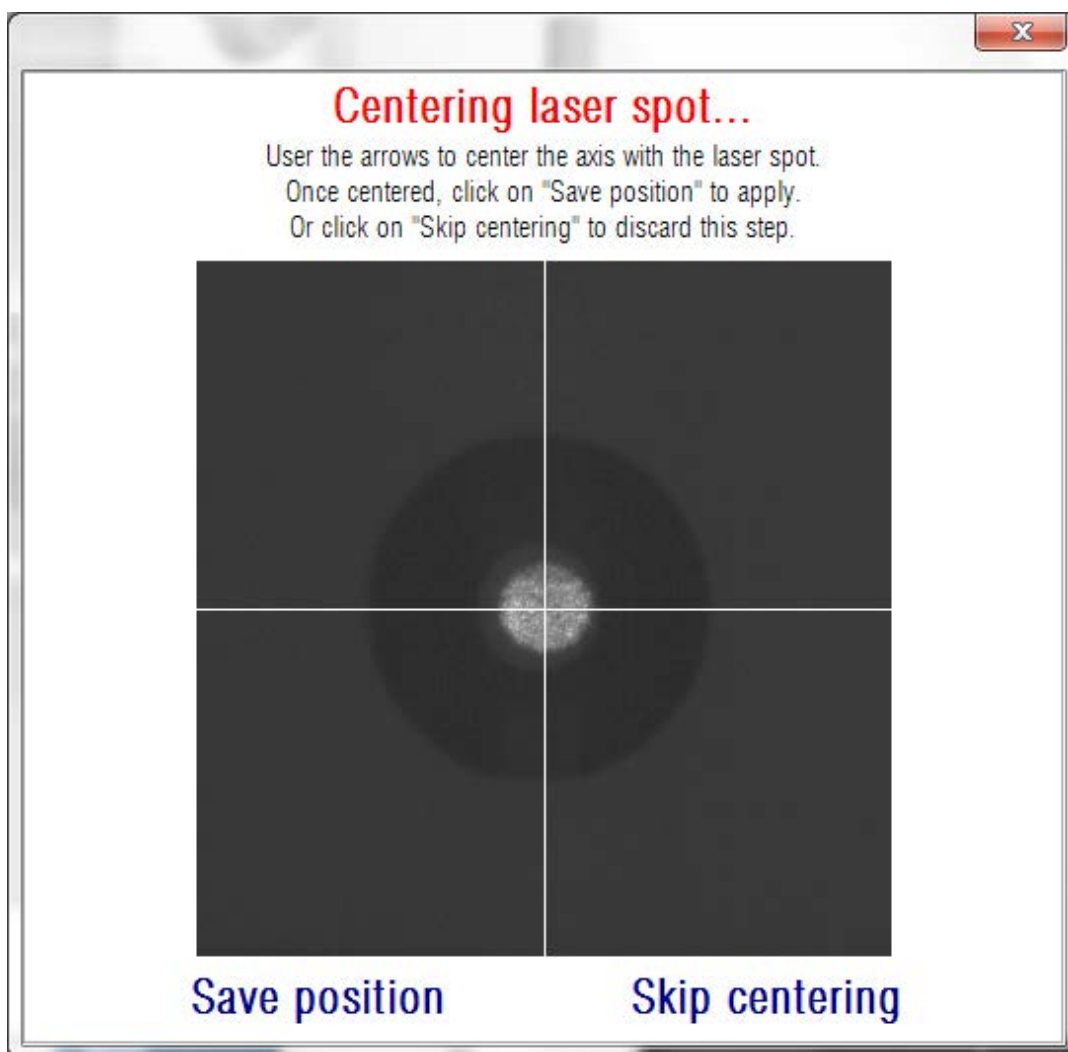 Centering laser spot...
User the arrows to center the axis with the laser spot.
Once centered, click on "Save position" to apply.
Or click on "Skip centering" to discard this step.
Save position
Skip centering